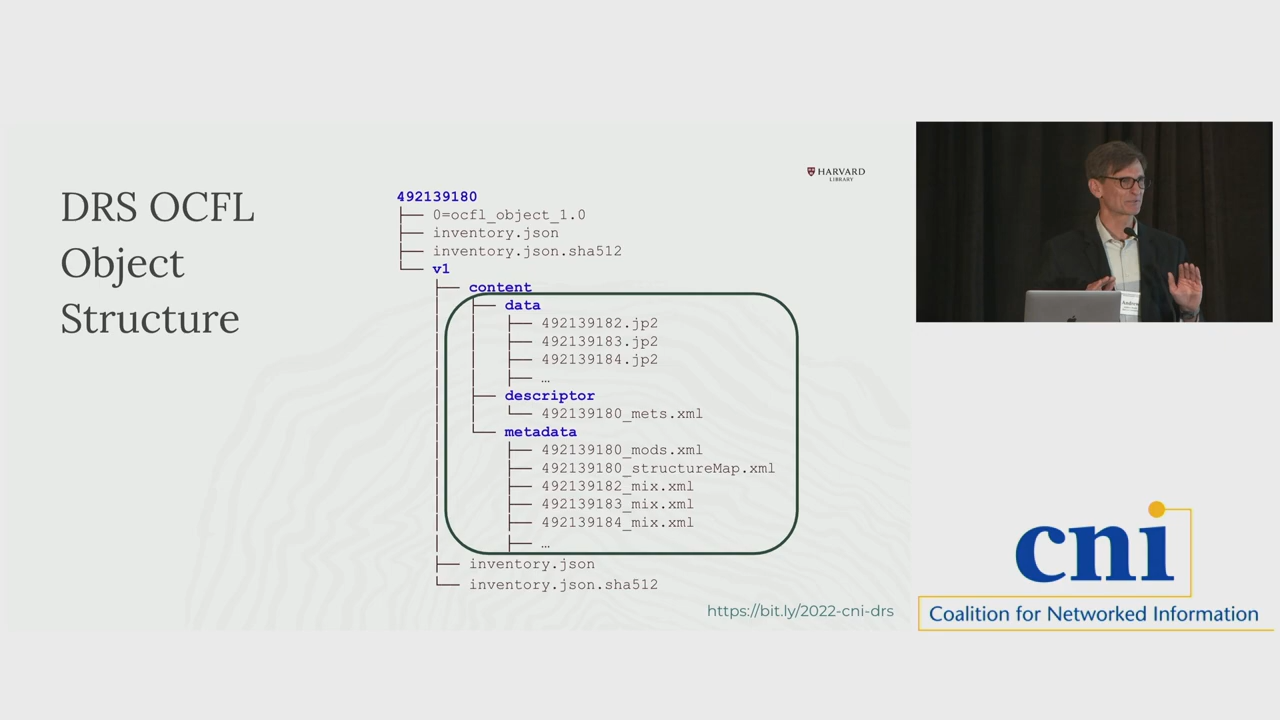 DRS OCFL
Object
Structure
HARVARD
LIBRARY
492139180
0=ocfl_object_1.0
inventory.json
inventory.json.sha512
v1
content
data
492139182.jp2
492139183.jp2
492139184.jp2
…
descriptor
492139180_mets.xml
metadata
492139180_mods.xml
492139180_structureMap.xml
492139182_mix.xml
492139183_mix.xml
492139184_mix.xml
…
inventory.json
inventory.json.sha512
https://bit.ly/2022-cni-drs
Andrew
cni
Coalition for Networked Information